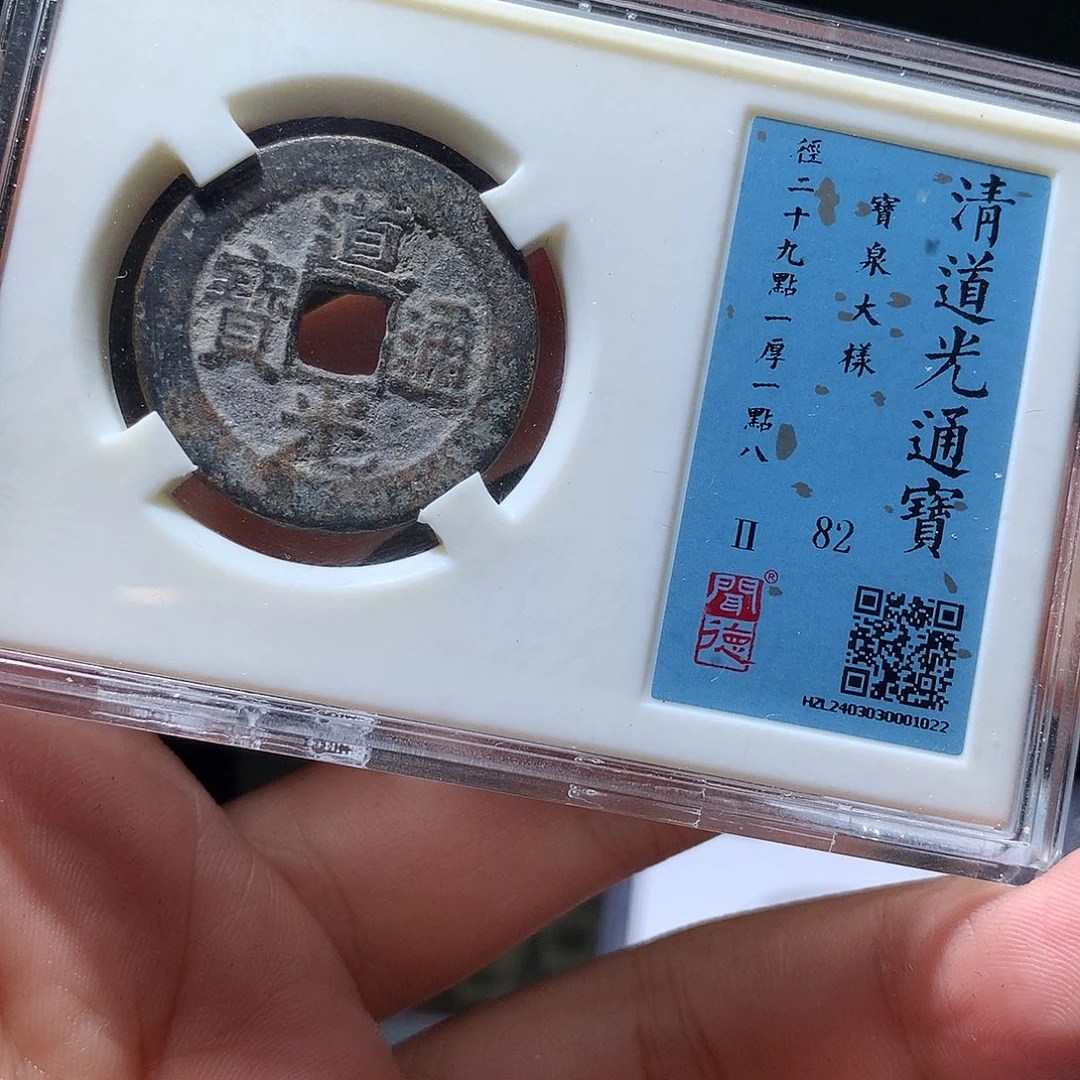 道光通寳
清道光通寶
寶泉大樣
徑二十九點一厚一點八
II
82
聞德
®
HZL2403030001022